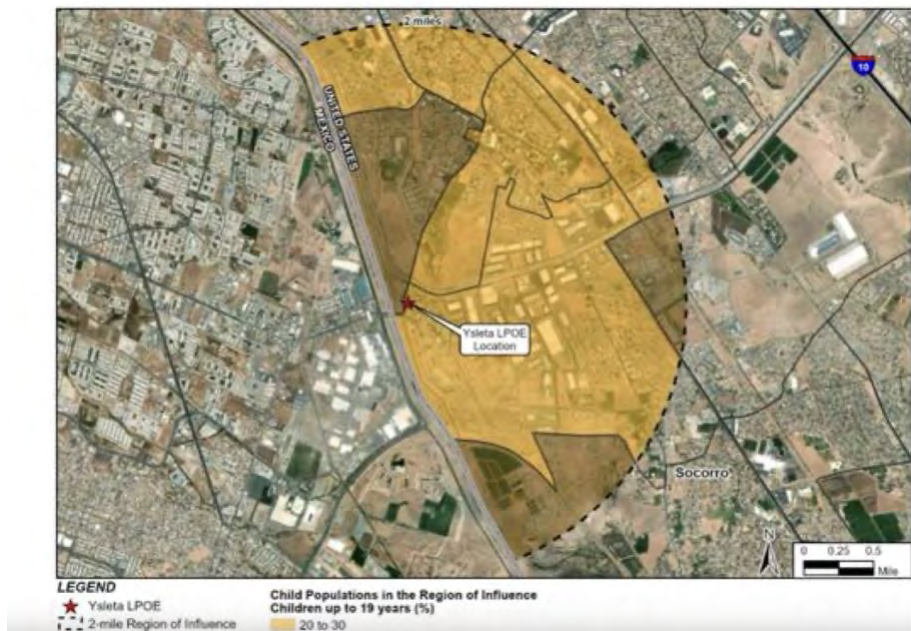 2 miles
10
UNITED STATES
MEXICO
Ysleta LPOE
Location
Socorro
N
0 0.25 0.5
Mile
LEGEND
Ysleta LPOE
2-mile Region of Influence
Child Populations in the Region of Influence
Children up to 19 years (%)
20 to 30